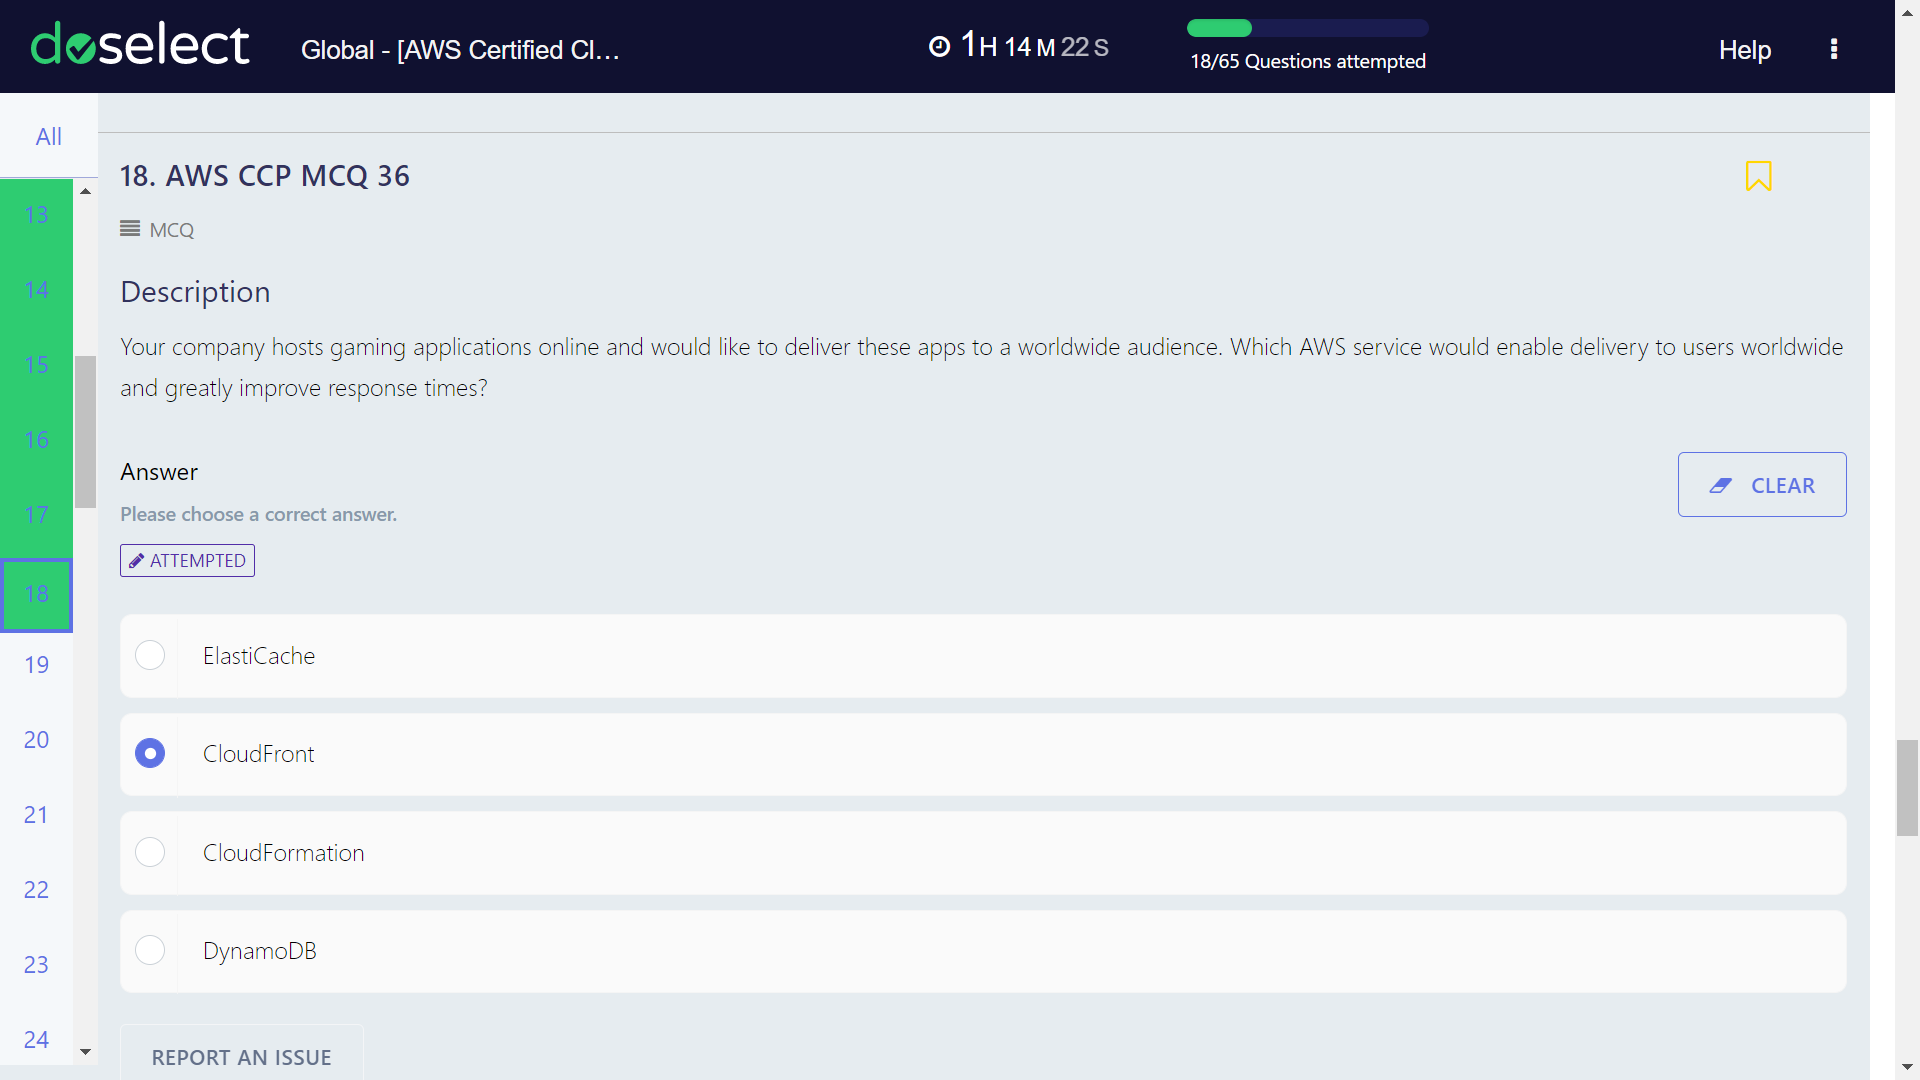 doselect
Global - [AWS Certified Cl...
1H 14 M 22 S
18/65 Questions attempted
Help
All
13
14
15
16
17
18
19
20
21
22
23
24
18. AWS CCP MCQ 36
MCQ
Description
Your company hosts gaming applications online and would like to deliver these apps to a worldwide audience. Which AWS service would enable delivery to users worldwide
and greatly improve response times?
Answer
CLEAR
Please choose a correct answer.
ATTEMPTED
ElastiCache
CloudFront
CloudFormation
DynamoDB
REPORT AN ISSUE